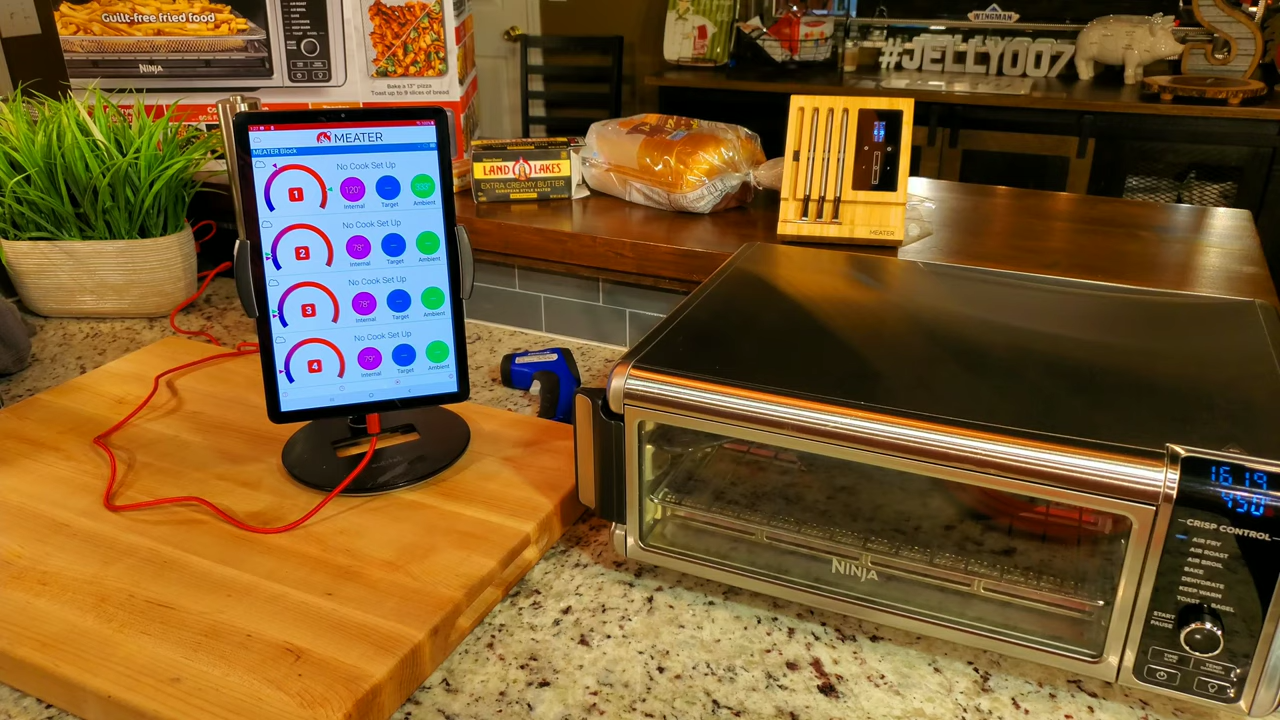 Guilt-free fried food
NINJA
Bake a 13" pizza
Toast up to 9 slices of bread
WINGMAN
#JELLY007
MEATER
MEATER Block
No Cook Set Up
1
120°
Internal
Target
333°
Ambient
No Cook Set Up
2
78°
Internal
Target
Ambient
No Cook Set Up
3
78°
Internal
Target
Ambient
No Cook Set Up
4
79°
Internal
Target
Ambient
LAND O LAKES
EXTRA CREAMY BUTTER
EUROPEAN STYLE SALTED
MEATER
NINJA
16:19
450
CRISP CONTROL
AIR FRY
AIR ROAST
AIR BROIL
BAKE
DEHYDRATE
KEEP WARM
TOAST BAGEL
START
PAUSE
TIME
TEMP